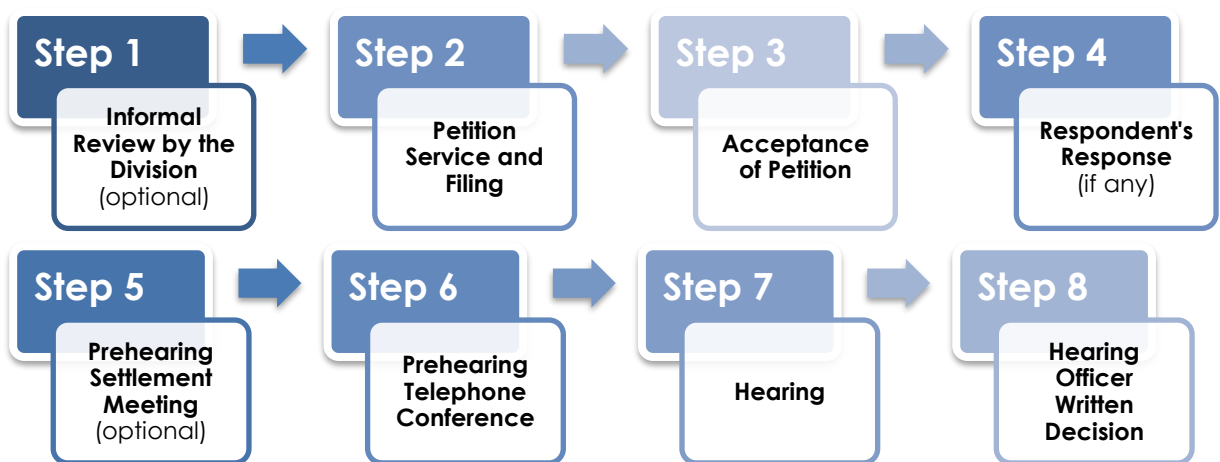 Step 1
Informal
Review by the
Division
(optional)
Step 2
Petition
Service and
Filing
Step 3
Acceptance
of Petition
Step 4
Respondent's
Response
(if any)
Step 5
Prehearing
Settlement
Meeting
(optional)
Step 6
Prehearing
Telephone
Conference
Step 7
Hearing
Step 8
Hearing
Officer
Written
Decision